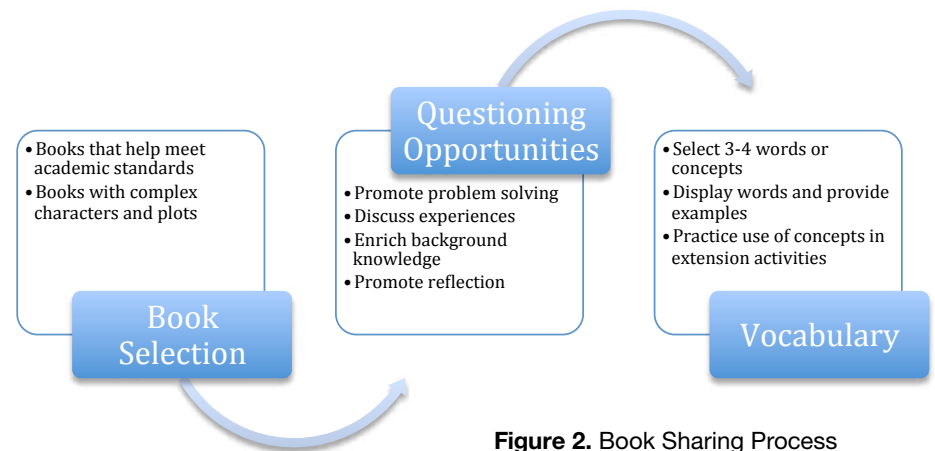 • Books that help meet
academic standards
• Books with complex
characters and plots
Book
Selection
Questioning
Opportunities
• Promote problem solving
• Discuss experiences
• Enrich background
knowledge
• Promote reflection
• Select 3-4 words or
concepts
• Display words and provide
examples
• Practice use of concepts in
extension activities
Vocabulary
Figure 2. Book Sharing Process